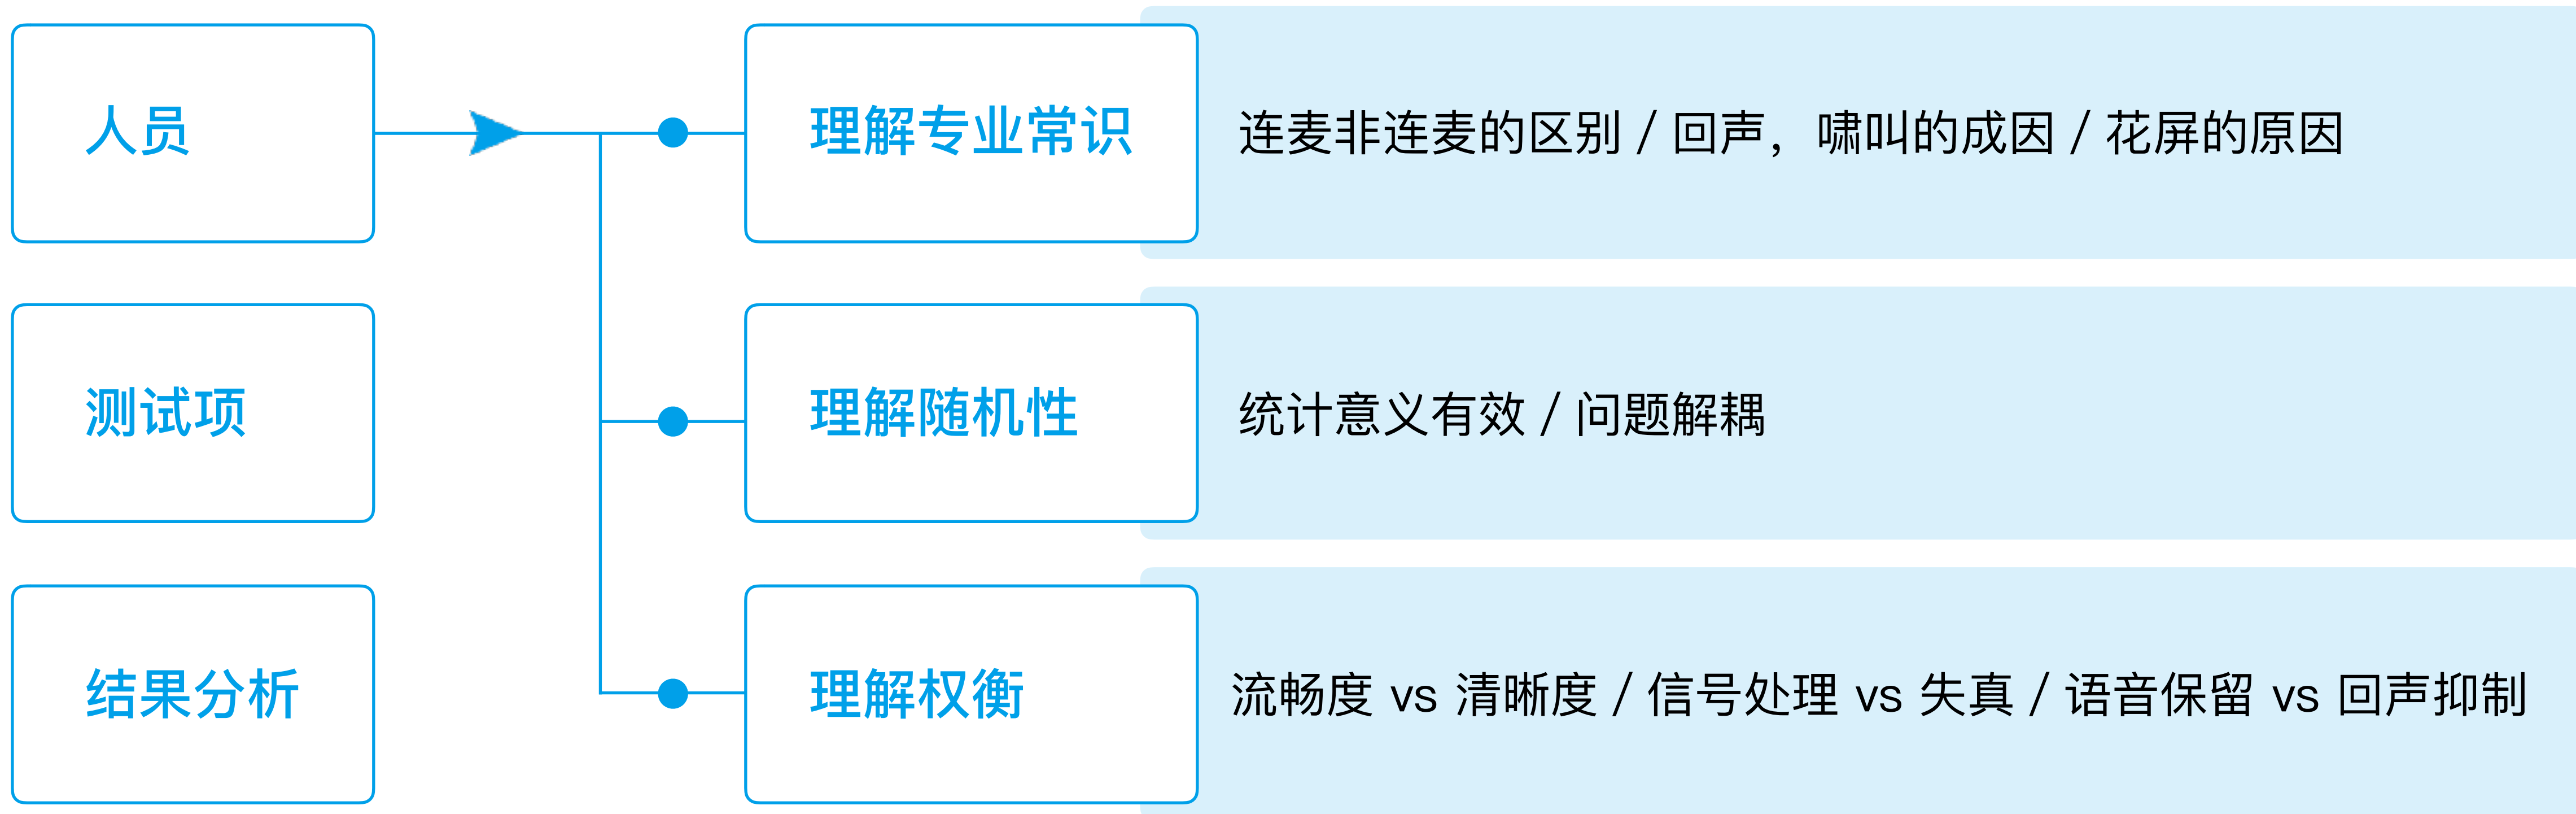 人员
理解专业常识
连麦非连麦的区别 / 回声，啸叫的成因 / 花屏的原因
测试项
理解随机性
统计意义有效 / 问题解耦
结果分析
理解权衡
流畅度 vs 清晰度 / 信号处理 vs 失真 / 语音保留 vs 回声抑制